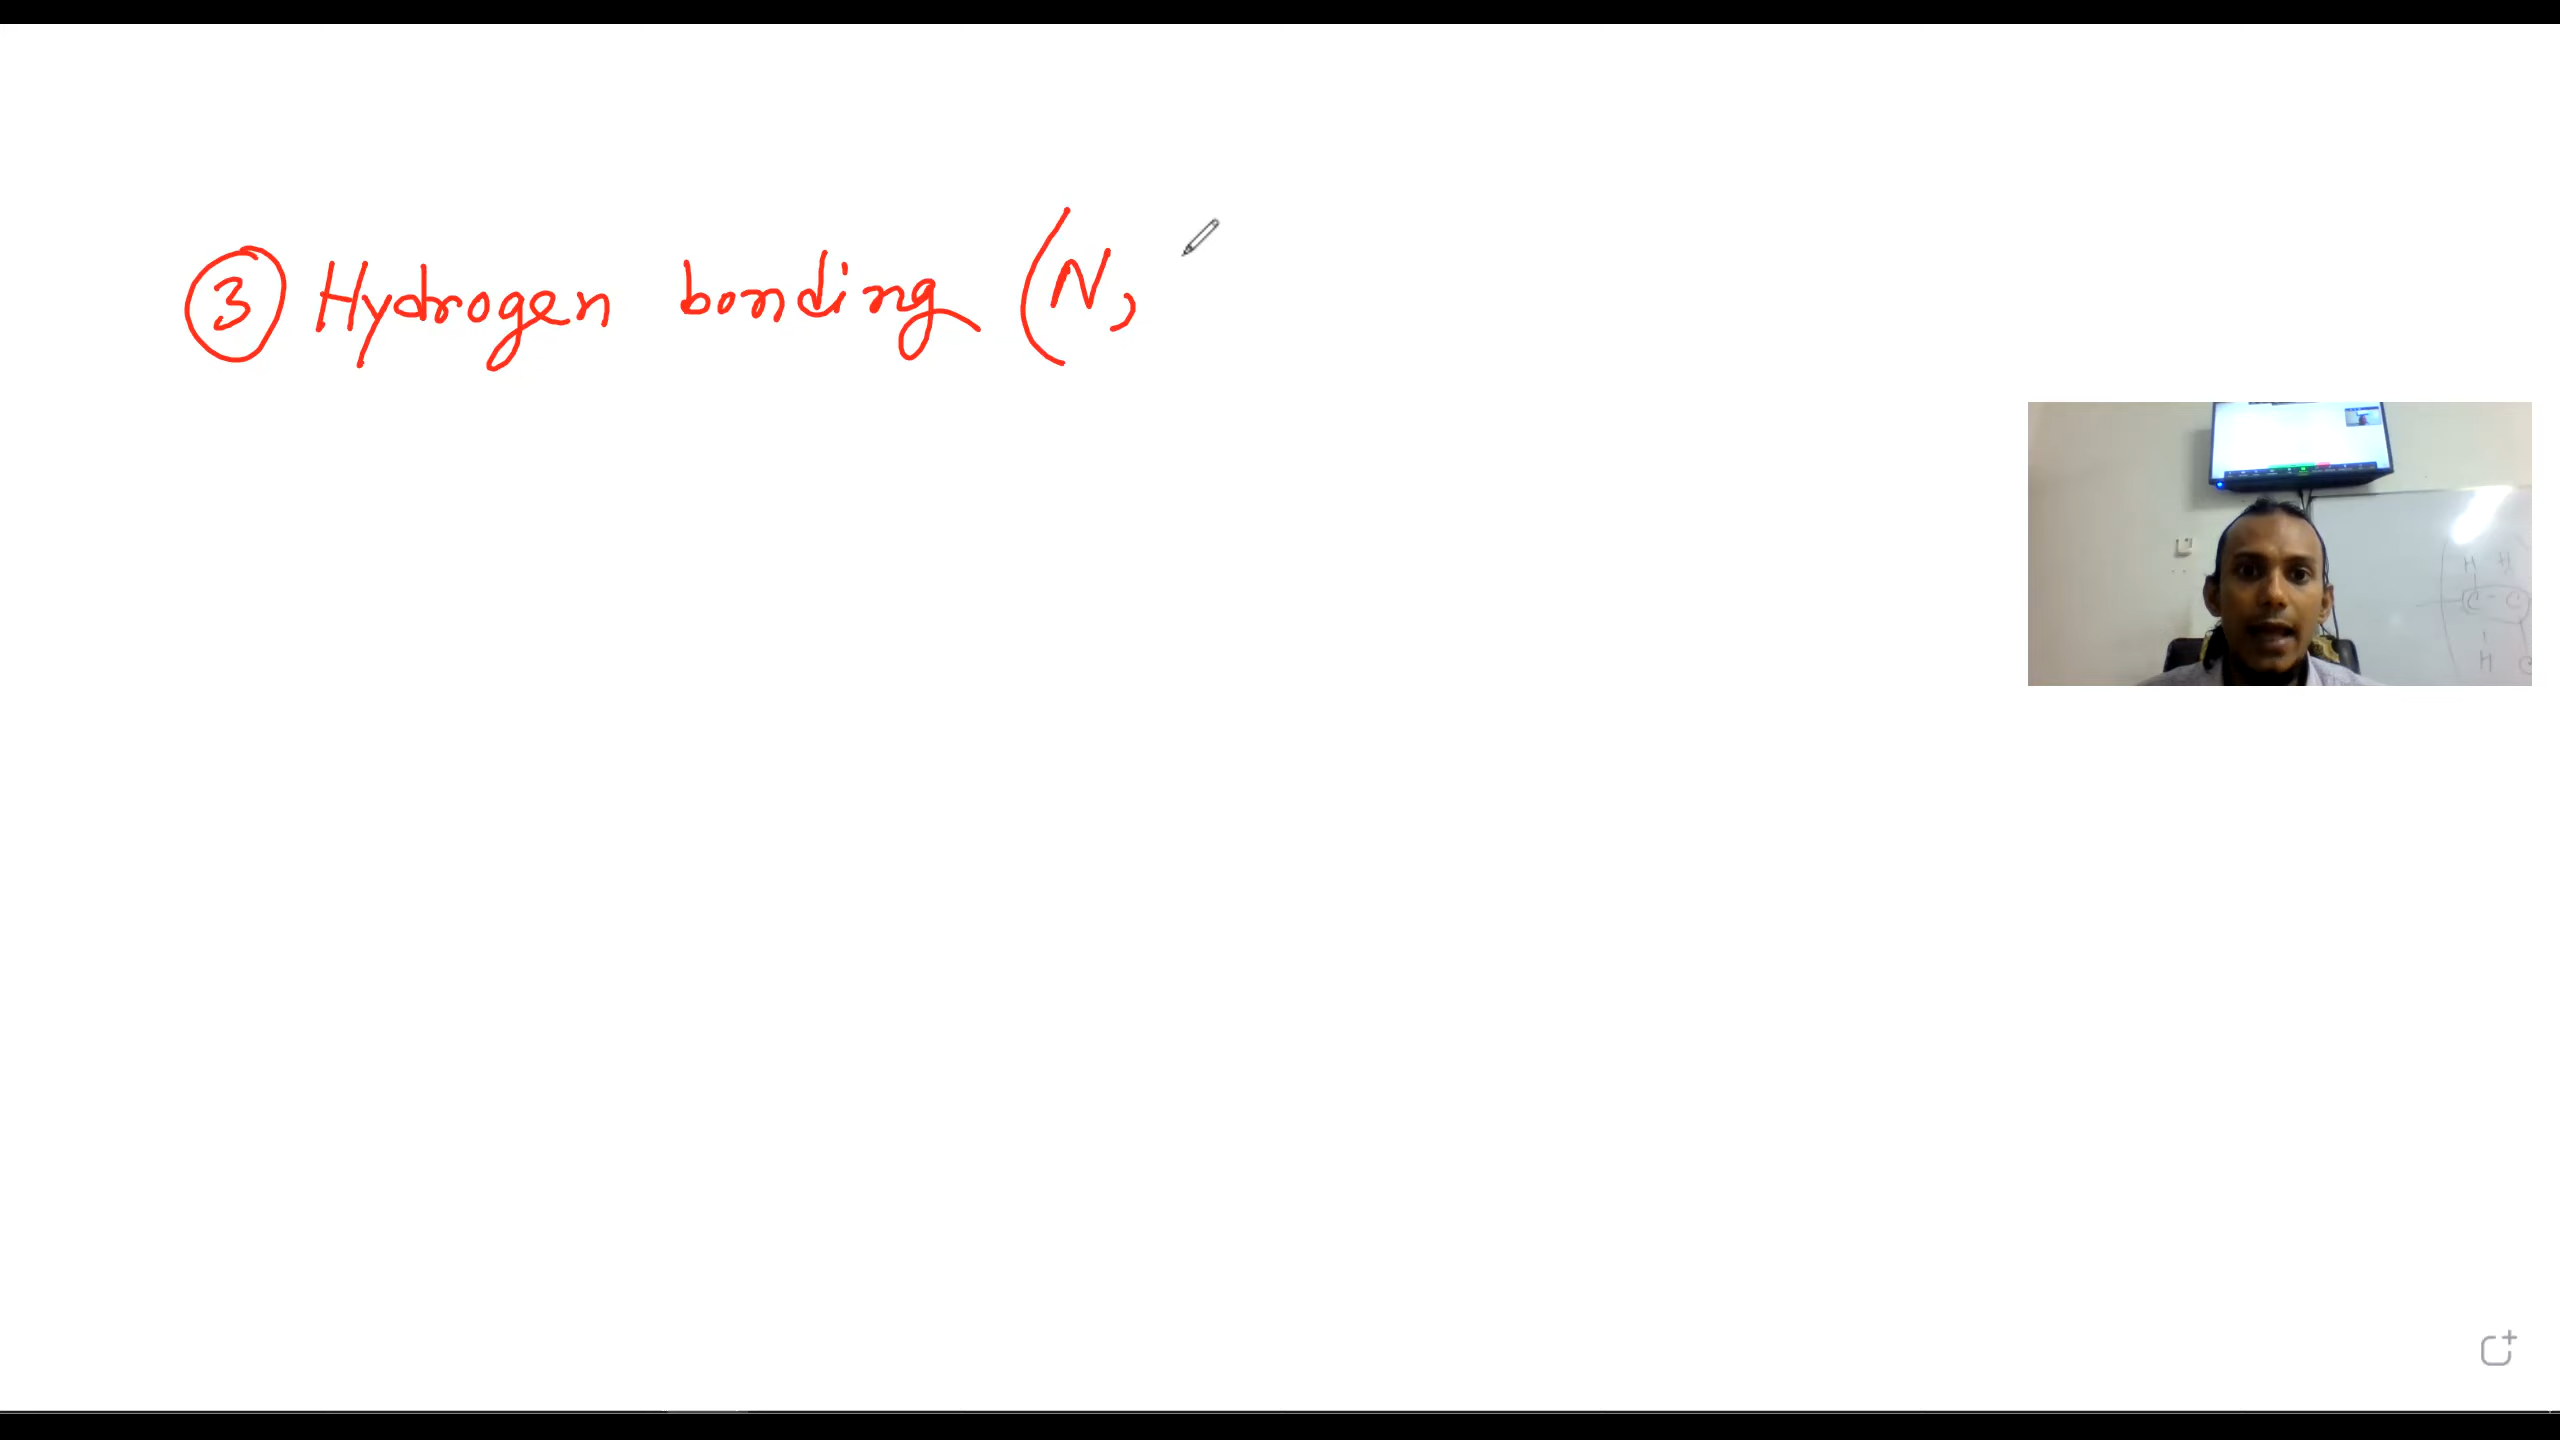 ③ Hydrogen bonding (N,
H H
C - C
H C